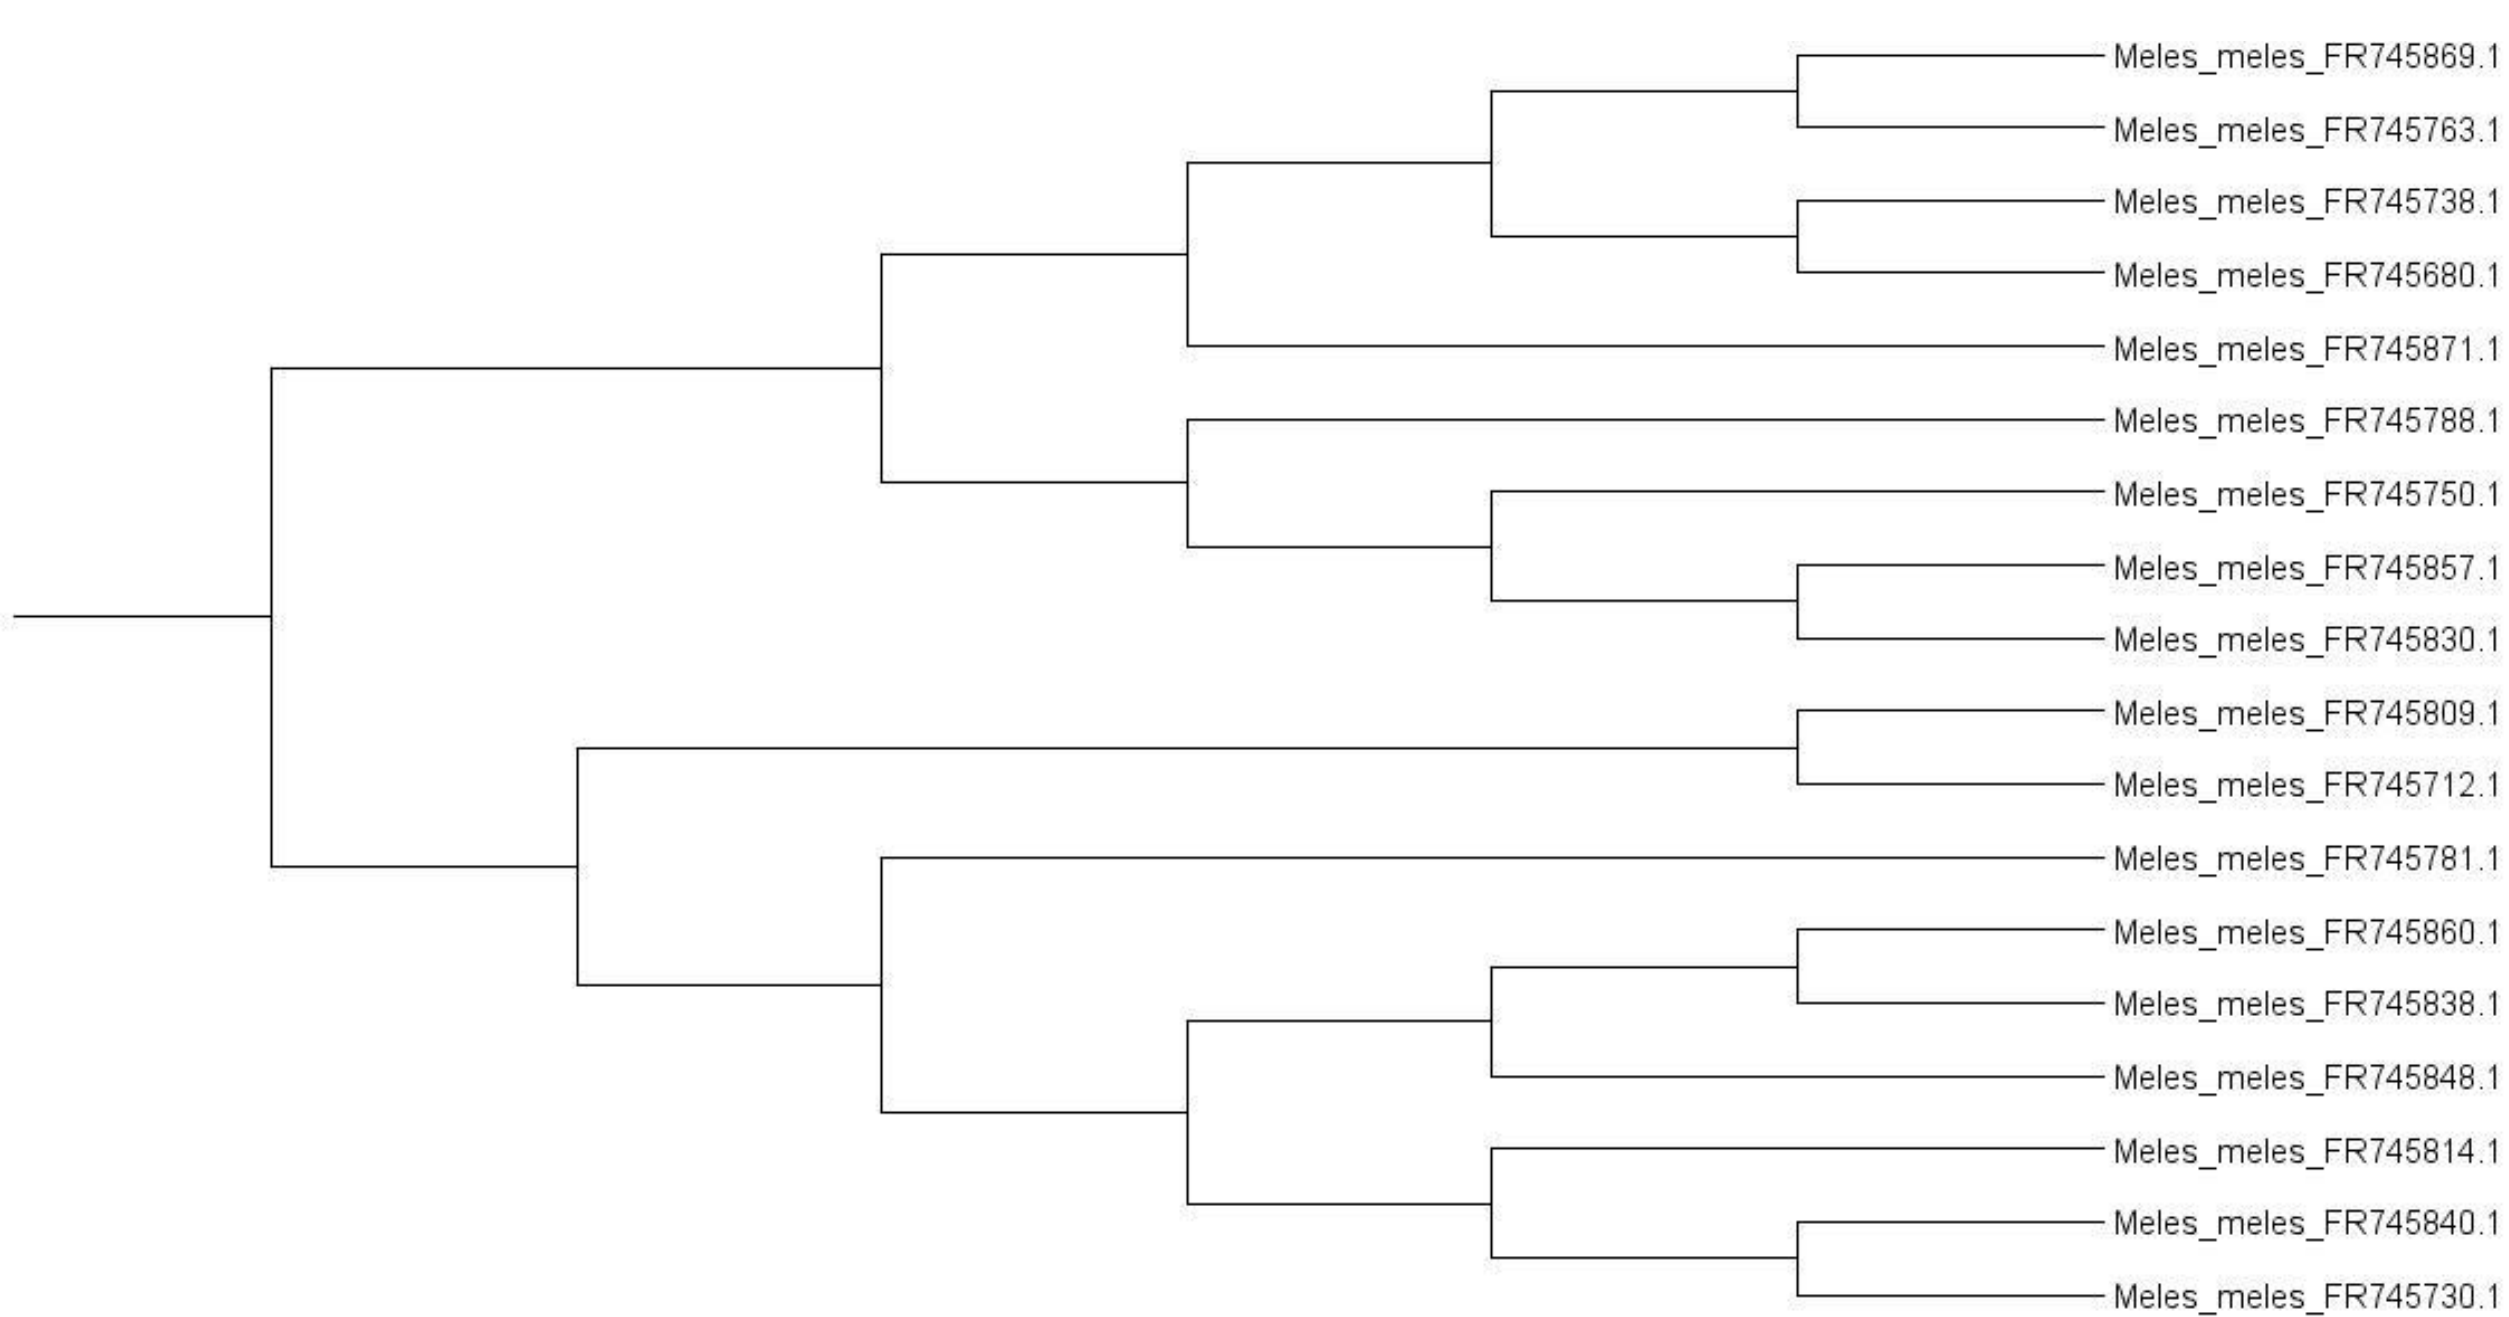 Meles_meles_FR745869.1
Meles_meles_FR745763.1
Meles_meles_FR745738.1
Meles_meles_FR745680.1
Meles_meles_FR745871.1
Meles_meles_FR745788.1
Meles_meles_FR745750.1
Meles_meles_FR745857.1
Meles_meles_FR745830.1
Meles_meles_FR745809.1
Meles_meles_FR745712.1
Meles_meles_FR745781.1
Meles_meles_FR745860.1
Meles_meles_FR745838.1
Meles_meles_FR745848.1
Meles_meles_FR745814.1
Meles_meles_FR745840.1
Meles_meles_FR745730.1